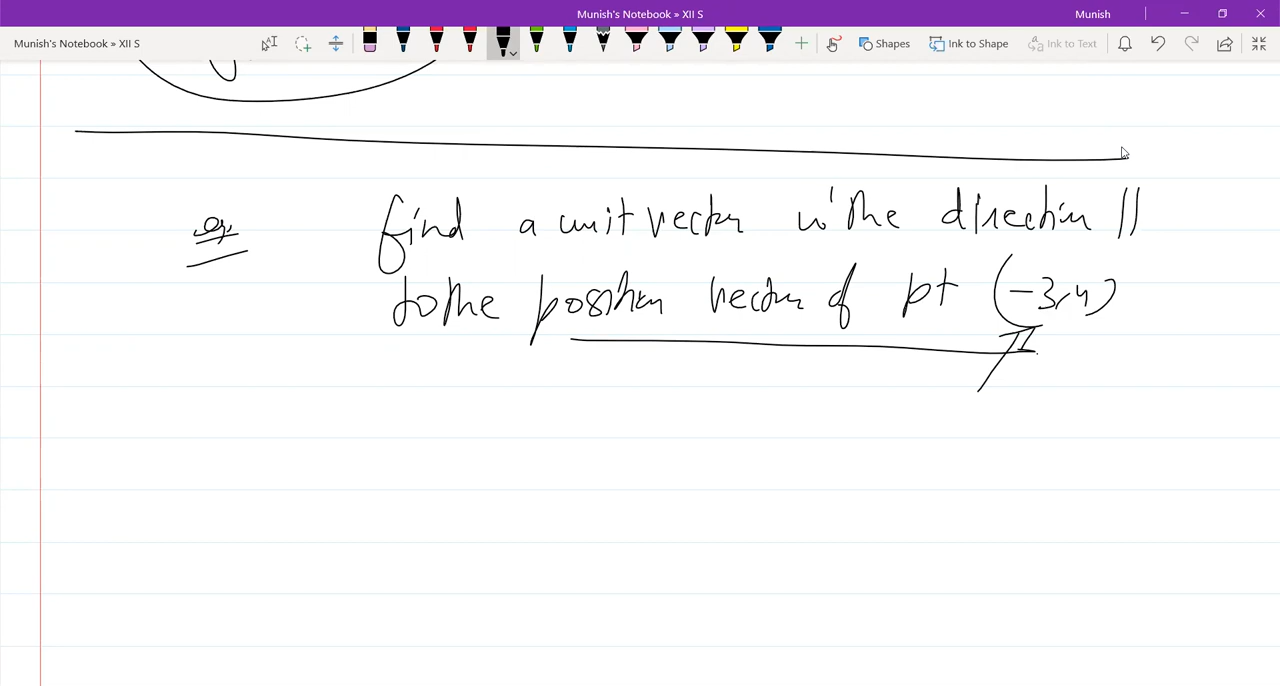 Munish's Notebook » XII S
Munish
Munish's Notebook » XII S
Shapes
Ink to Shape
Ink to Text
eg.
find a unit vector in the direction ||
to the position vector of pt (-3,4)
II